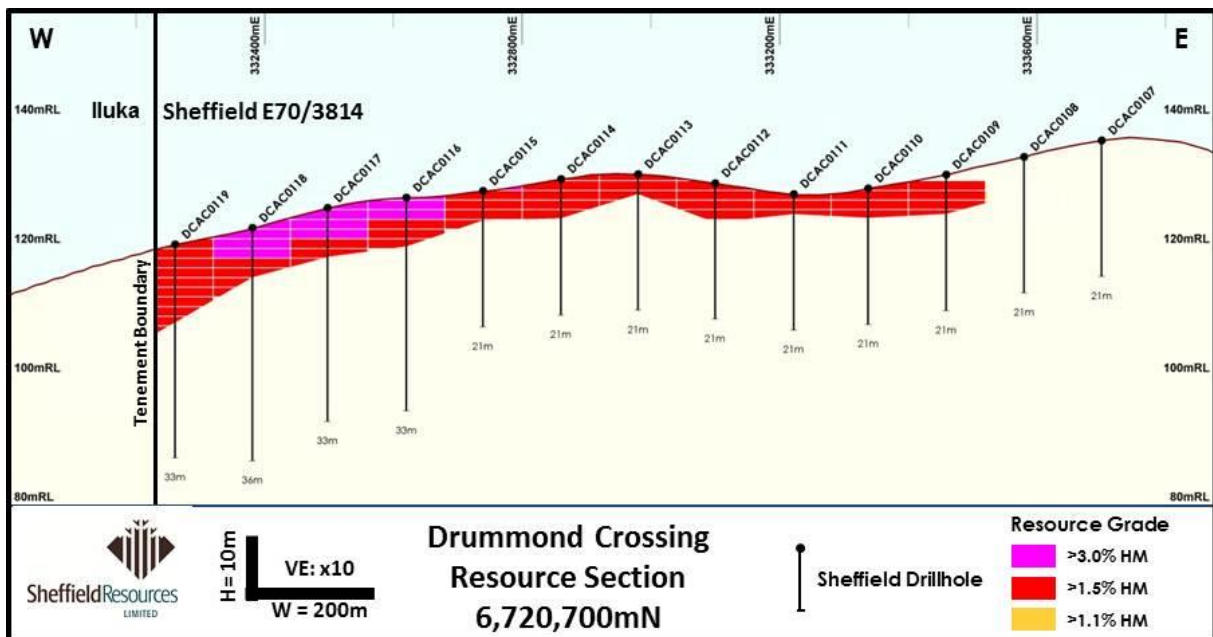 W
332400mE
332800mE
333200mE
333600mE
E
140mRL
Iluka
Sheffield E70/3814
140mRL
DCAC0119
DCAC0118
DCAC0117
DCAC0116
DCAC0115
DCAC0114
DCAC0113
DCAC0112
DCAC0111
DCAC0110
DCAC0109
DCAC0108
DCAC0107
120mRL
120mRL
Tenement Boundary
100mRL
100mRL
33m
36m
33m
33m
21m
21m
21m
21m
21m
21m
21m
21m
21m
80mRL
80mRL
SheffieldResources
LIMITED
H = 10m
VE: x10
W = 200m
Drummond Crossing
Resource Section
6,720,700mN
Sheffield Drillhole
Resource Grade
>3.0% HM
>1.5% HM
>1.1% HM